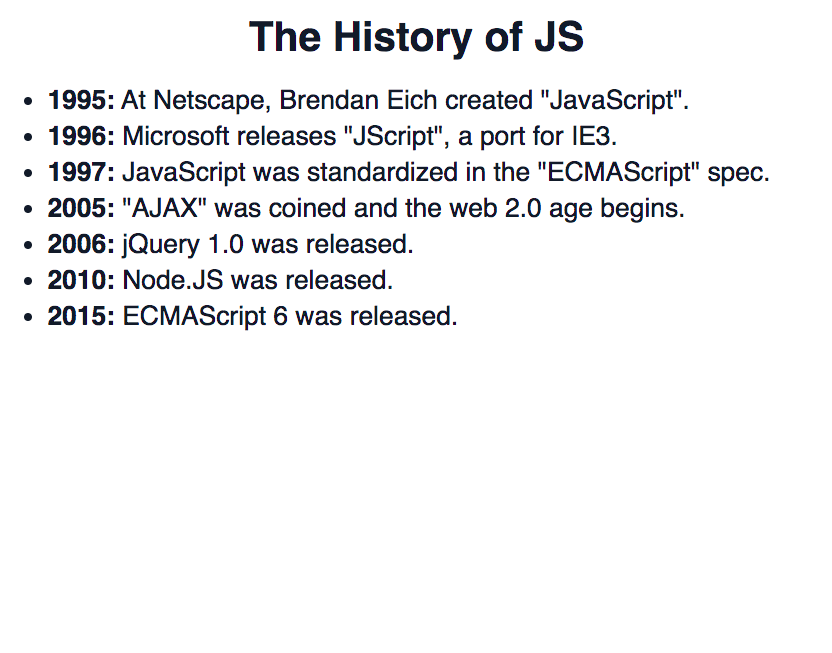 The History of JS
• 1995: At Netscape, Brendan Eich created "JavaScript".
• 1996: Microsoft releases "JScript", a port for IE3.
• 1997: JavaScript was standardized in the "ECMAScript" spec.
• 2005: "AJAX" was coined and the web 2.0 age begins.
• 2006: jQuery 1.0 was released.
• 2010: Node.JS was released.
• 2015: ECMAScript 6 was released.